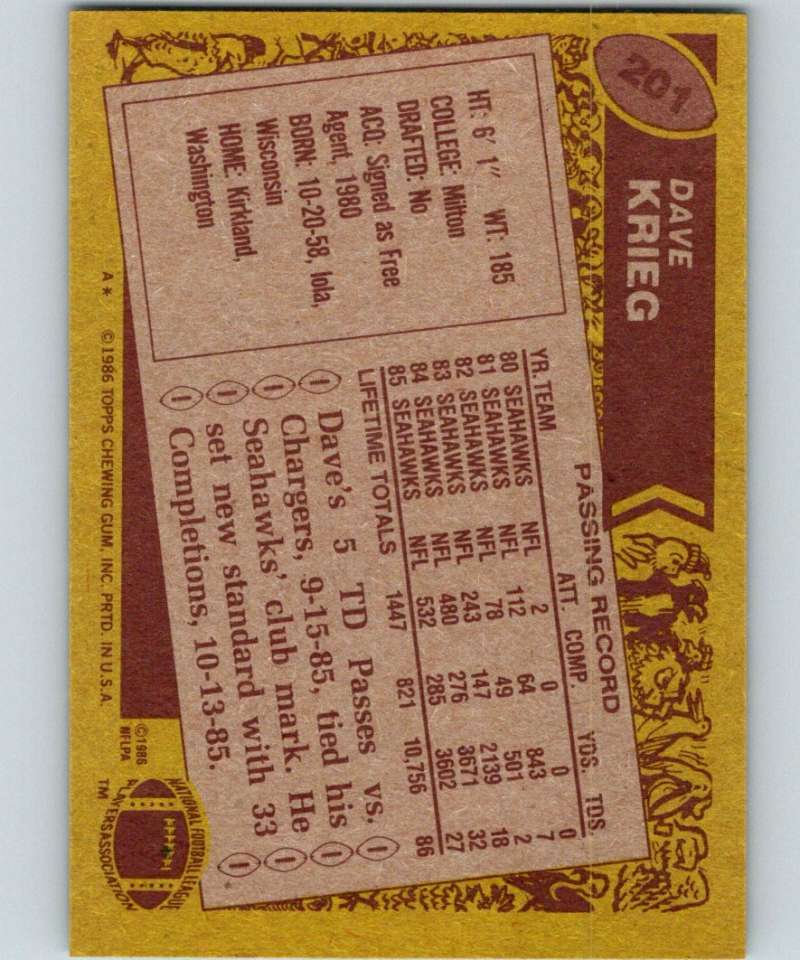 201
DAVE
KRIEG
HT: 6' 1" WT: 185
COLLEGE: Milton
DRAFTED: No
ACQ: Signed as Free
Agent, 1980
BORN: 10-20-58, Iola,
Wisconsin
HOME: Kirkland,
Washington
PASSING RECORD
YR. TEAM ATT. COMP. YDS. TDS
80 SEAHAWKS NFL 2 0 0 0
81 SEAHAWKS NFL 112 64 843 7
82 SEAHAWKS NFL 78 49 501 2
83 SEAHAWKS NFL 243 147 2139 18
84 SEAHAWKS NFL 480 276 3671 32
85 SEAHAWKS NFL 532 285 3602 27
LIFETIME TOTALS 1447 821 10,756 86
Dave's 5 TD Passes vs.
Chargers, 9-15-85, tied his
Seahawks' club mark. He
set new standard with 33
Completions, 10-13-85.
A* ©1986 TOPPS CHEWING GUM, INC. PRTD. IN U.S.A.
©1986
NFLPA
NATIONAL FOOTBALL LEAGUE
PLAYERS ASSOCIATION
TM